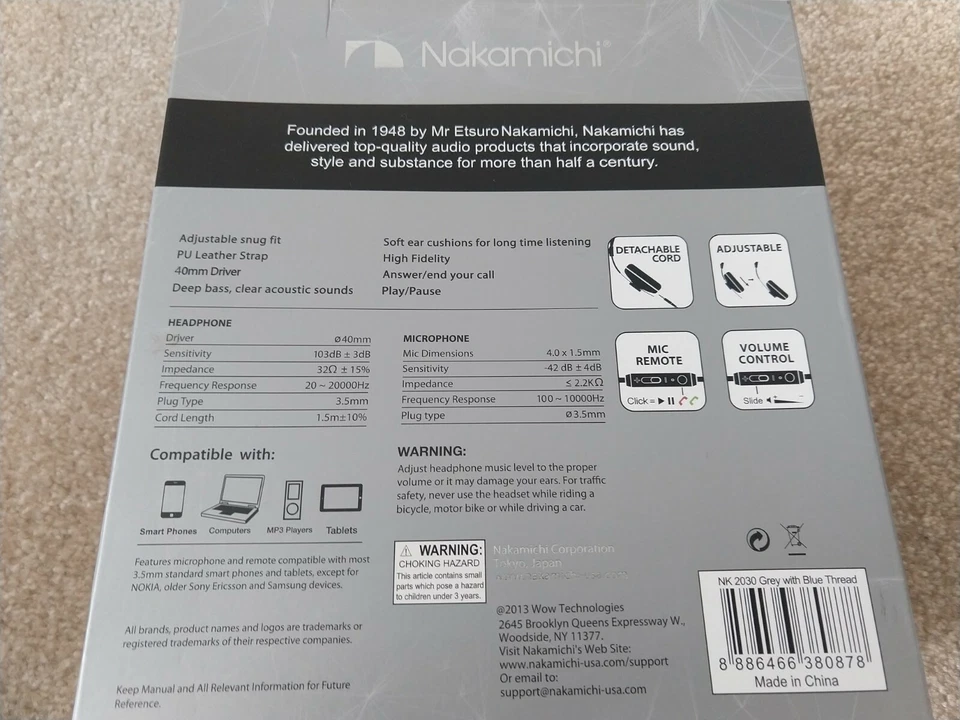 Nakamichi®
Founded in 1948 by Mr Etsuro Nakamichi, Nakamichi has
delivered top-quality audio products that incorporate sound,
style and substance for more than half a century.
Adjustable snug fit
PU Leather Strap
40mm Driver
Deep bass, clear acoustic sounds
Soft ear cushions for long time listening
High Fidelity
Answer/end your call
Play/Pause
DETACHABLE
CORD
ADJUSTABLE
HEADPHONE
Driver ø40mm
Sensitivity 103dB ± 3dB
Impedance 32Ω ± 15%
Frequency Response 20 ~ 20000Hz
Plug Type 3.5mm
Cord Length 1.5m±10%
MICROPHONE
Mic Dimensions 4.0 x 1.5mm
Sensitivity -42 dB ± 4dB
Impedance ≤ 2.2KΩ
Frequency Response 100 ~ 10000Hz
Plug type ø3.5mm
MIC
REMOTE
Click =
VOLUME
CONTROL
Slide
Compatible with:
Smart Phones
Computers
MP3 Players
Tablets
Features microphone and remote compatible with most
3.5mm standard smart phones and tablets, except for
NOKIA, older Sony Ericsson and Samsung devices.
All brands, product names and logos are trademarks or
registered trademarks of their respective companies.
Keep Manual and All Relevant Information for Future
Reference.
WARNING:
Adjust headphone music level to the proper
volume or it may damage your ears. For traffic
safety, never use the headset while riding a
bicycle, motor bike or while driving a car.
WARNING:
CHOKING HAZARD
This article contains small
parts which pose a hazard
to children under 3 years.
Nakamichi Corporation
Tokyo, Japan
@2013 Wow Technologies
2645 Brooklyn Queens Expressway W.,
Woodside, NY 11377.
Visit Nakamichi's Web Site:
www.nakamichi-usa.com/support
Or email to:
support@nakamichi-usa.com
NK 2030 Grey with Blue Thread
8 886466 380878
Made in China